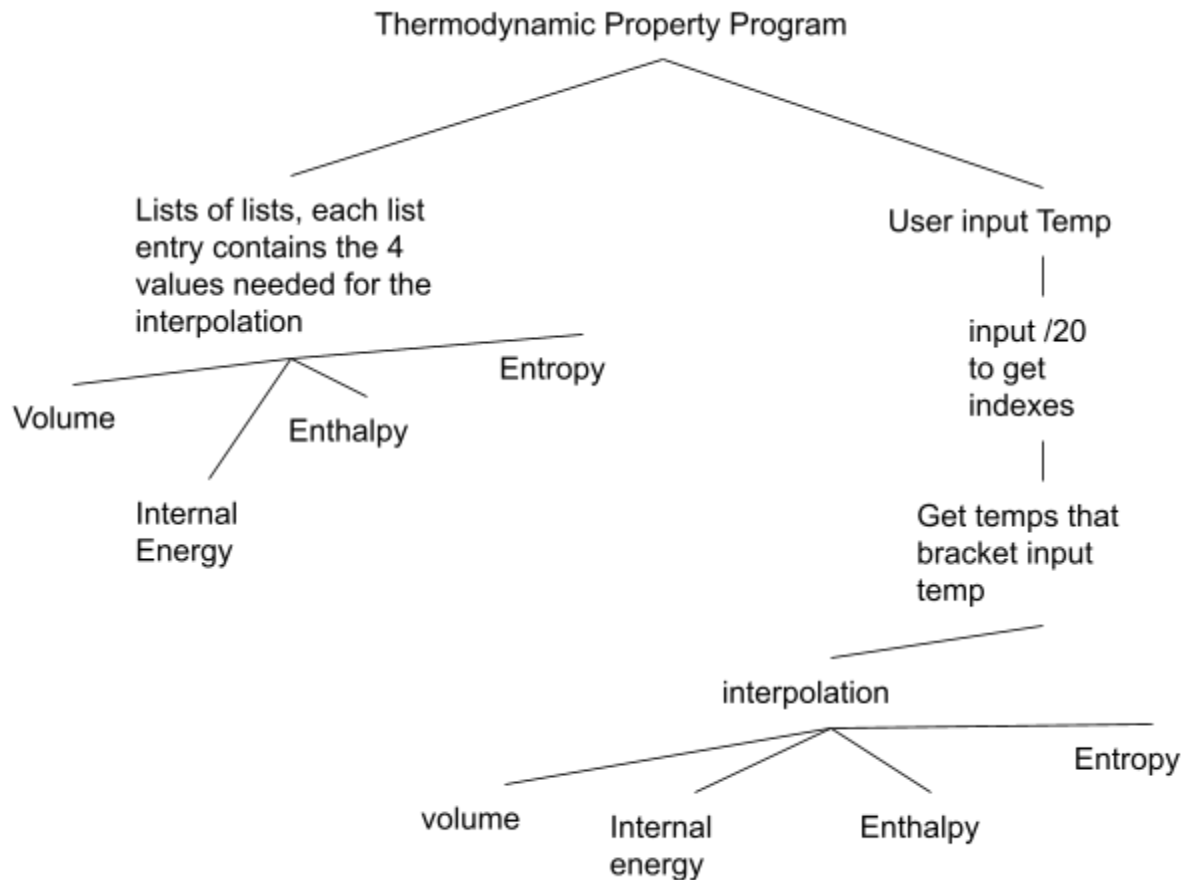 Thermodynamic Property Program
Lists of lists, each list
entry contains the 4
values needed for the
interpolation
Volume
Internal
Energy
Enthalpy
Entropy
User input Temp
input /20
to get
indexes
Get temps that
bracket input
temp
interpolation
volume
Internal
energy
Enthalpy
Entropy